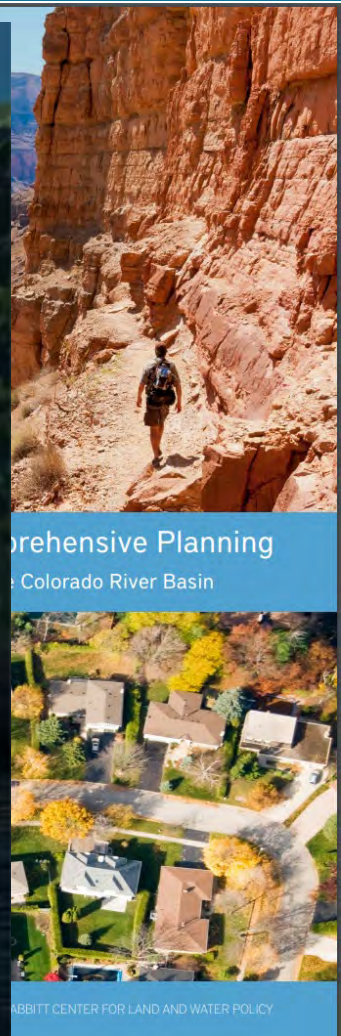 prehensive Planning
Colorado River Basin
ABBITT CENTER FOR LAND AND WATER POLICY